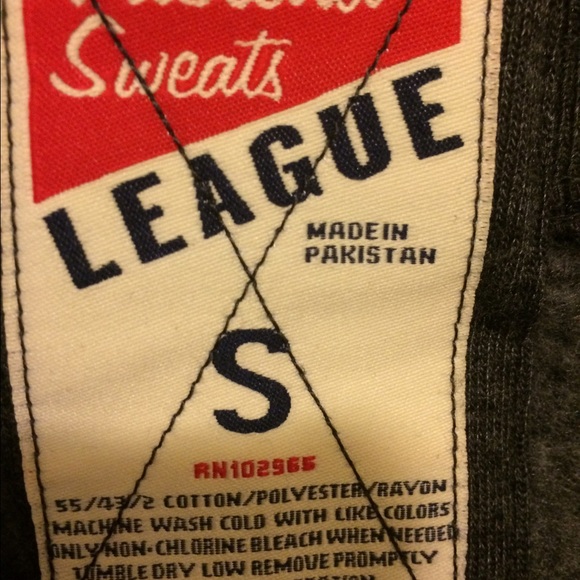 Sweats
LEAGUE
MADE IN
PAKISTAN
S
RN102965
55/43/2 COTTON/POLYESTER/RAYON
MACHINE WASH COLD WITH LIKE COLORS
ONLY NON-CHLORINE BLEACH WHEN NEEDED
TUMBLE DRY LOW REMOVE PROMPTLY